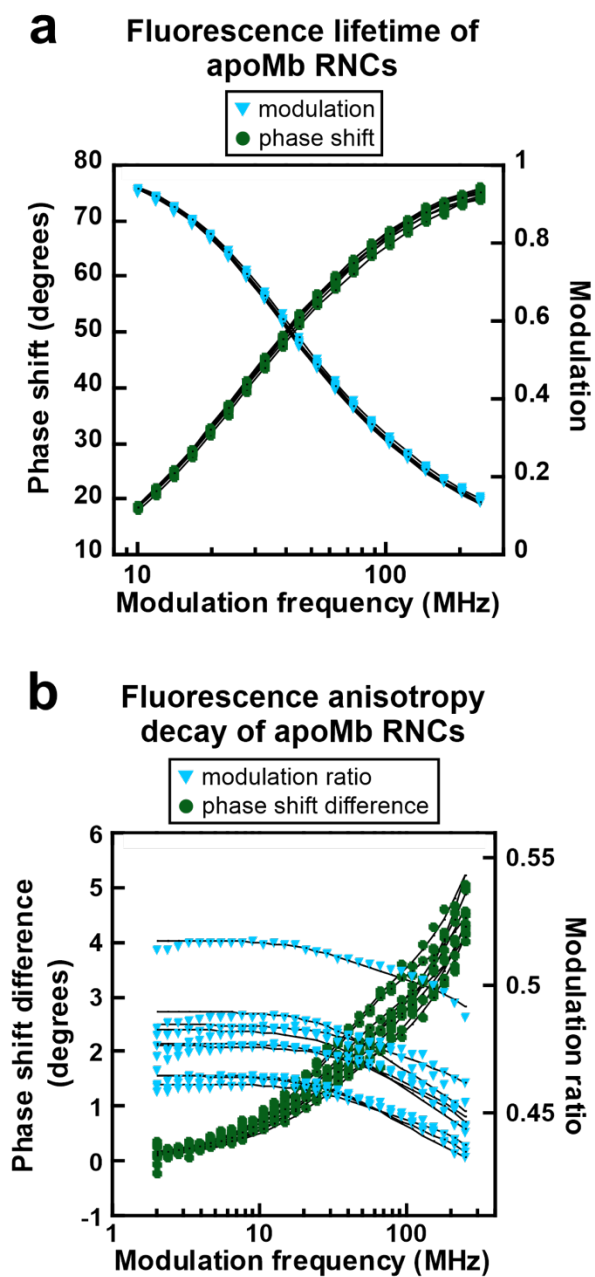 a
Fluorescence lifetime of
apoMb RNCs
modulation
phase shift
80
70
60
50
40
30
20
10
Phase shift (degrees)
1
0.8
0.6
0.4
0.2
0
Modulation
10
100
Modulation frequency (MHz)
b
Fluorescence anisotropy
decay of apoMb RNCs
modulation ratio
phase shift difference
6
5
4
3
2
1
0
-1
Phase shift difference
(degrees)
0.55
0.5
0.45
Modulation ratio
1
10
100
Modulation frequency (MHz)